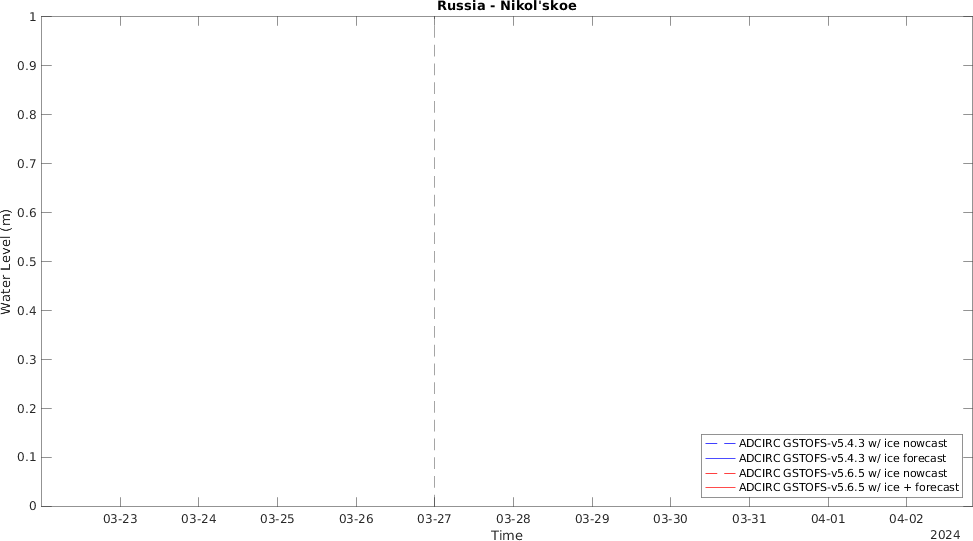 Russia - Nikol'skoe
1
0.9
0.8
0.7
0.6
0.5
0.4
0.3
0.2
0.1
0
Water Level (m)
ADCIRC GSTOFS-v5.4.3 w/ ice nowcast
ADCIRC GSTOFS-v5.4.3 w/ ice forecast
ADCIRC GSTOFS-v5.6.5 w/ ice nowcast
ADCIRC GSTOFS-v5.6.5 w/ ice + forecast
03-23 03-24 03-25 03-26 03-27 03-28 03-29 03-30 03-31 04-01 04-02
Time
2024